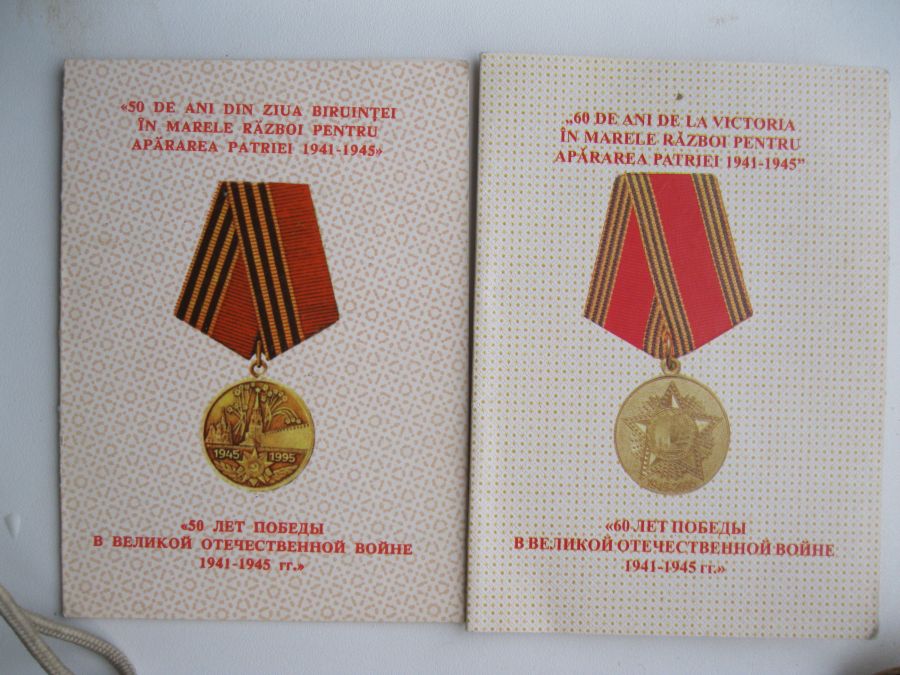 «50 DE ANI DIN ZIUA BIRUINŢEI
ÎN MARELE RĂZBOI PENTRU
APĂRAREA PATRIEI 1941-1945»
1945 1995
«50 ЛЕТ ПОБЕДЫ
В ВЕЛИКОЙ ОТЕЧЕСТВЕННОЙ ВОЙНЕ
1941-1945 гг.»
„60 DE ANI DE LA VICTORIA
ÎN MARELE RĂZBOI PENTRU
APĂRAREA PATRIEI 1941-1945”
«60 ЛЕТ ПОБЕДЫ
В ВЕЛИКОЙ ОТЕЧЕСТВЕННОЙ ВОЙНЕ
1941-1945 гг.»